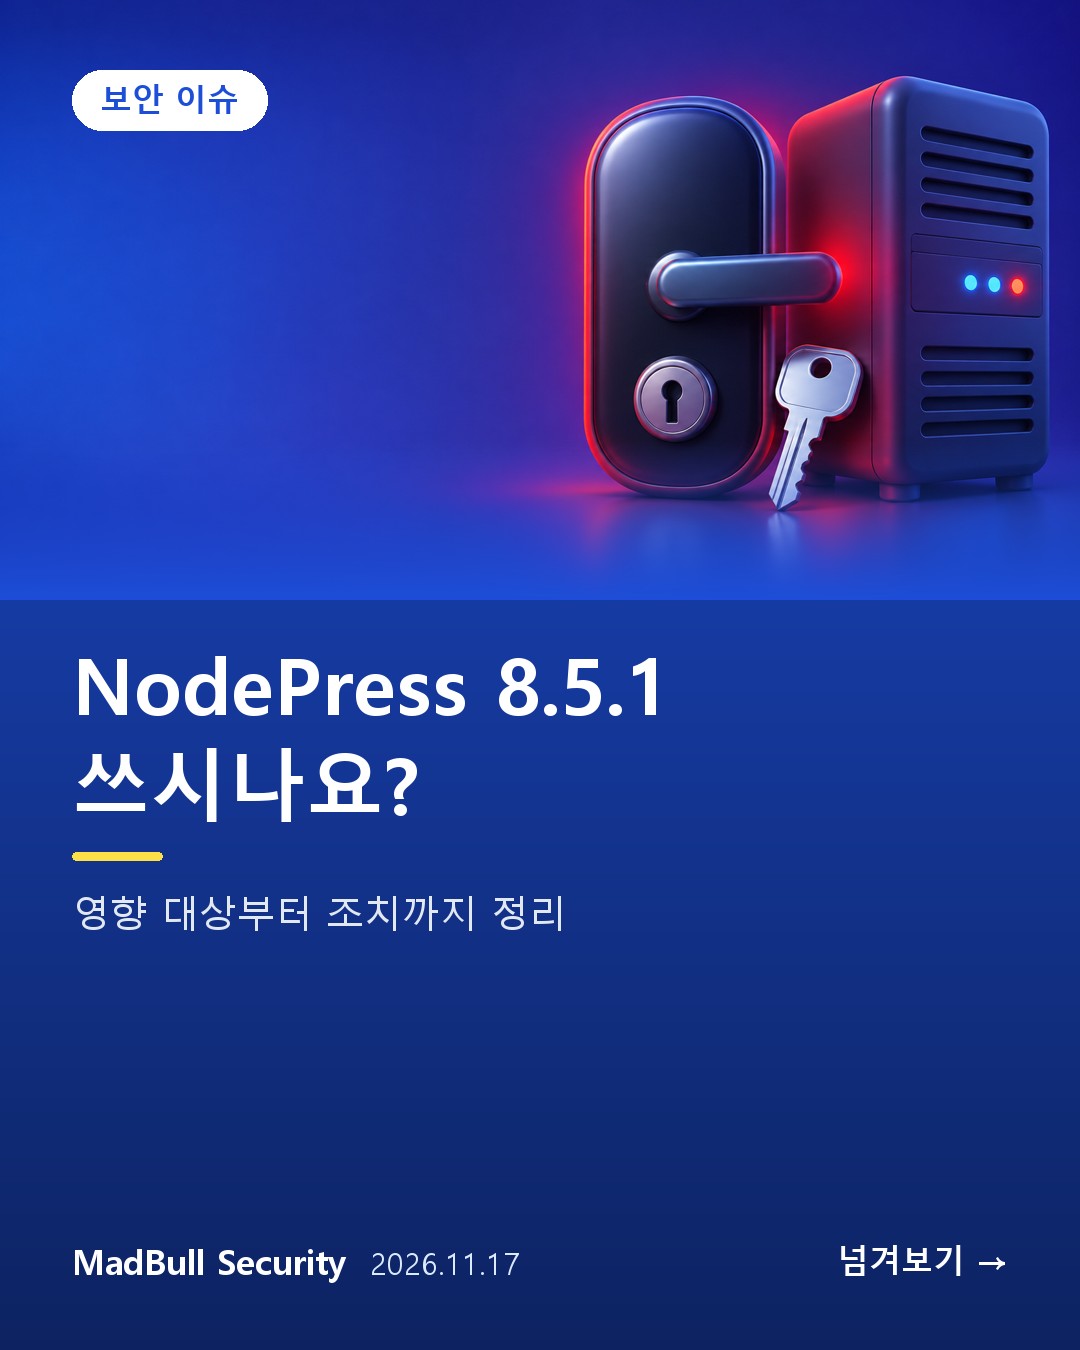 보안 이슈
NodePress 8.5.1
쓰시나요?
영향 대상부터 조치까지 정리
MadBull Security 2026.11.17
넘겨보기 →